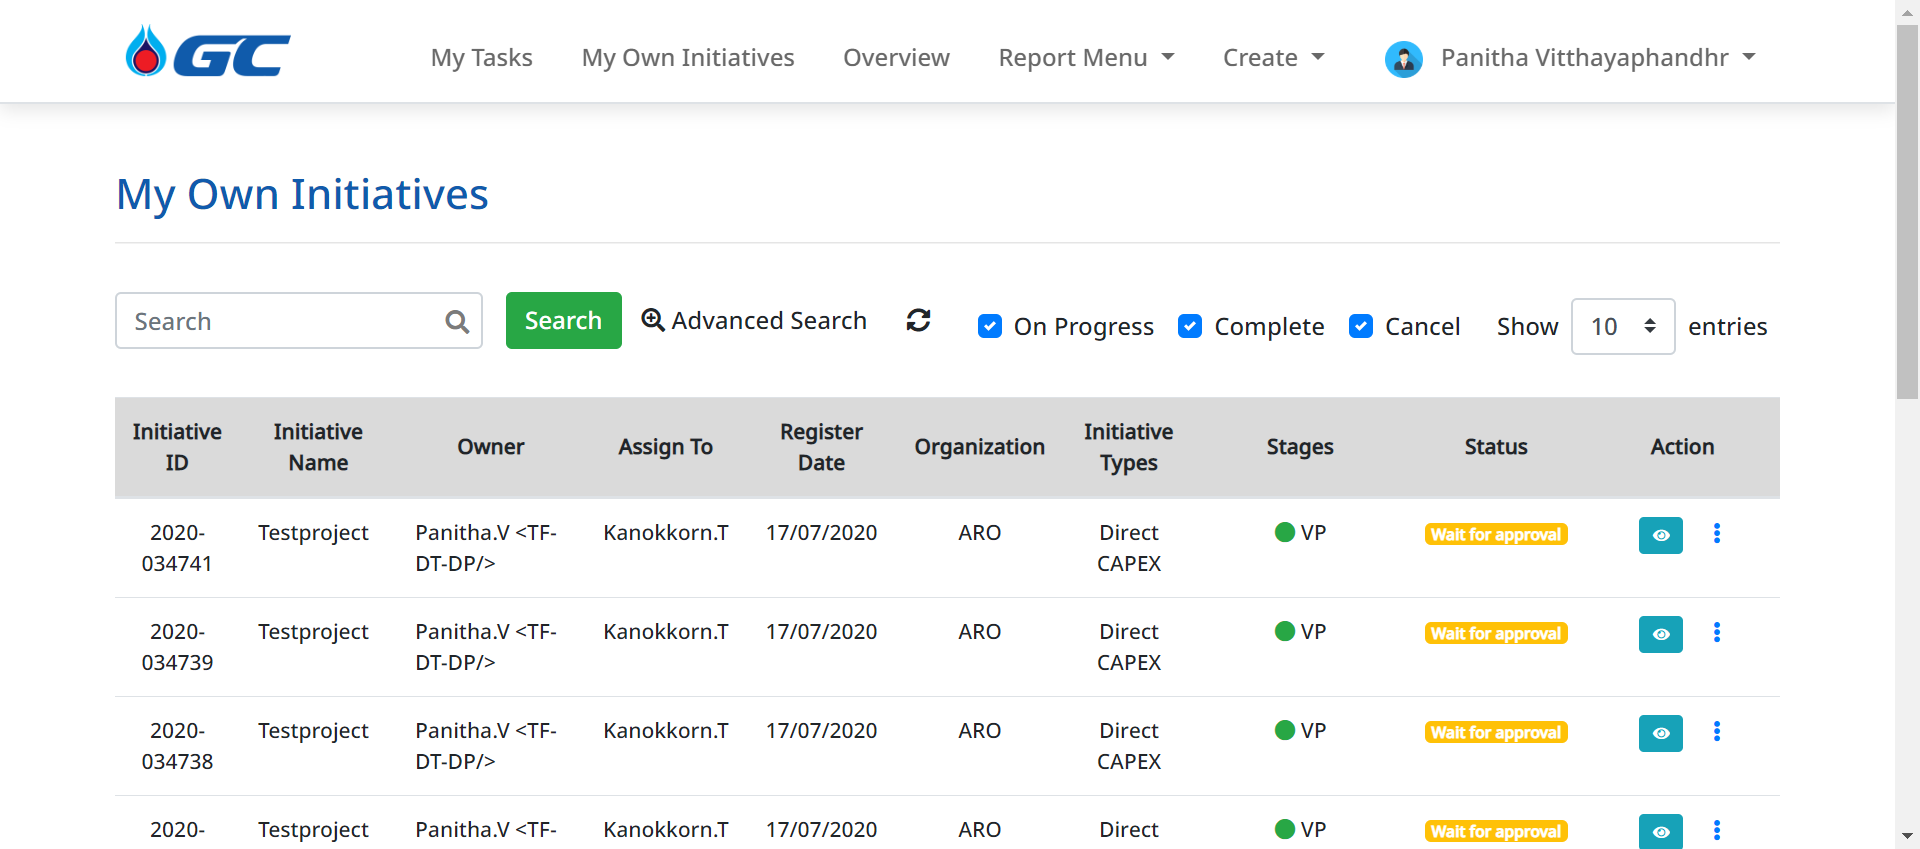 GC
My Tasks My Own Initiatives Overview Report Menu Create Panitha Vitthayaphandhr
My Own Initiatives
Search Search Advanced Search On Progress Complete Cancel Show 10 entries
Initiative ID Initiative Name Owner Assign To Register Date Organization Initiative Types Stages Status Action
2020-034741 Testproject Panitha.V <TF-DT-DP/> Kanokkorn.T 17/07/2020 ARO Direct CAPEX VP Wait for approval
2020-034739 Testproject Panitha.V <TF-DT-DP/> Kanokkorn.T 17/07/2020 ARO Direct CAPEX VP Wait for approval
2020-034738 Testproject Panitha.V <TF-DT-DP/> Kanokkorn.T 17/07/2020 ARO Direct CAPEX VP Wait for approval
2020- Testproject Panitha.V <TF- Kanokkorn.T 17/07/2020 ARO Direct VP Wait for approval